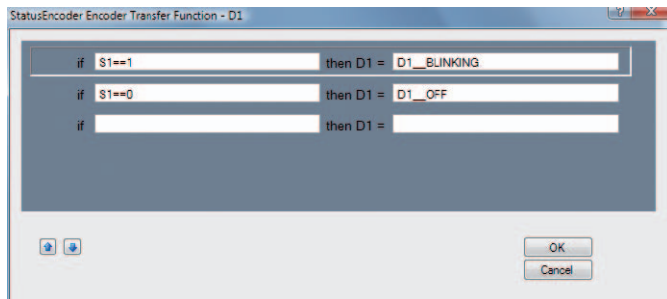 StatusEncoder Encoder Transfer Function - D1
if S1==1 then D1 = D1__BLINKING
if S1==0 then D1 = D1__OFF
if then D1 =
OK
Cancel